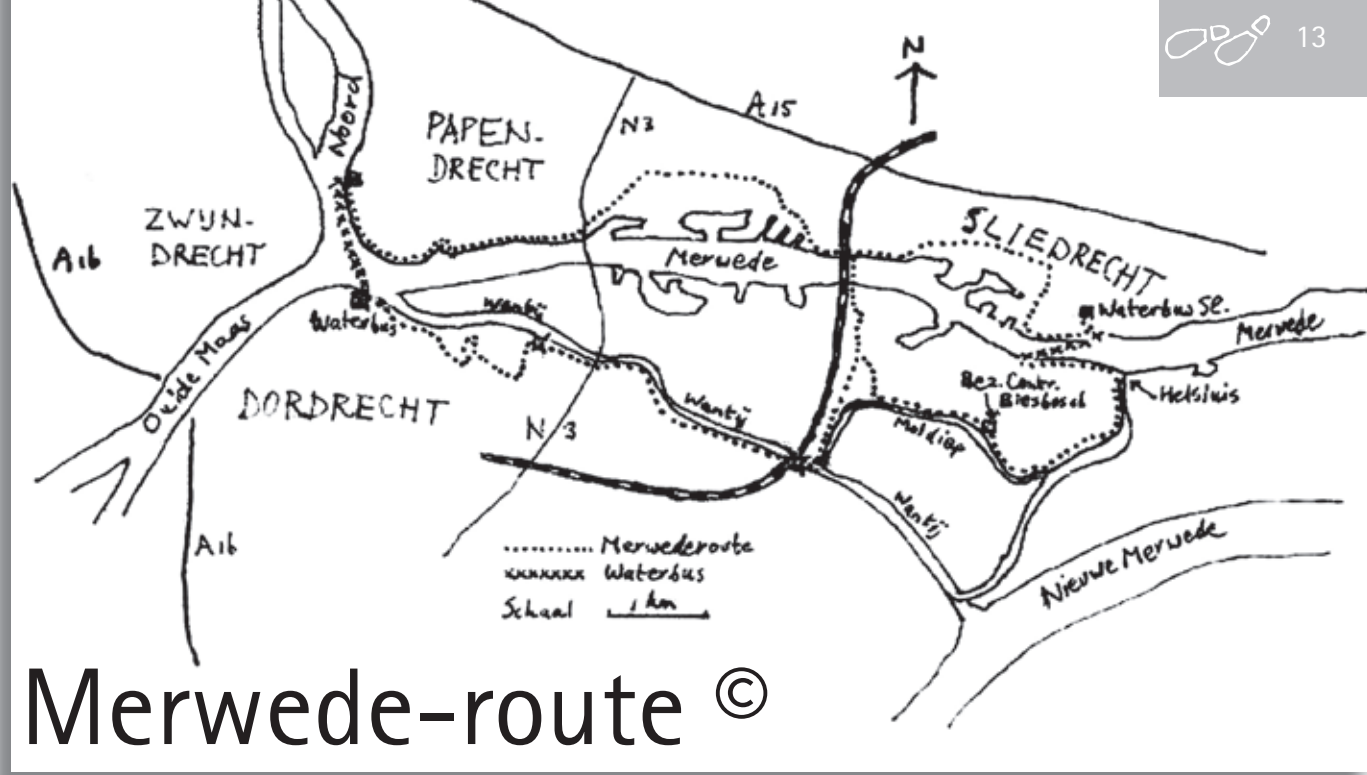 13
N
A15
Noord
PAPEN-
DRECHT
N3
ZWIJN-
DRECHT
A16
SLIEDRECHT
Merwede
Waterbus Sl.
Merwede
Wantij
Waterbus
Oude Maas
DORDRECHT
Bez. Centr.
Biesbosch
Helsluis
Wantij
N3
Moldiep
Wantij
A16
Merwederoute
Waterbus
Schaal 1 km
Nieuwe Merwede
Merwede-route ©